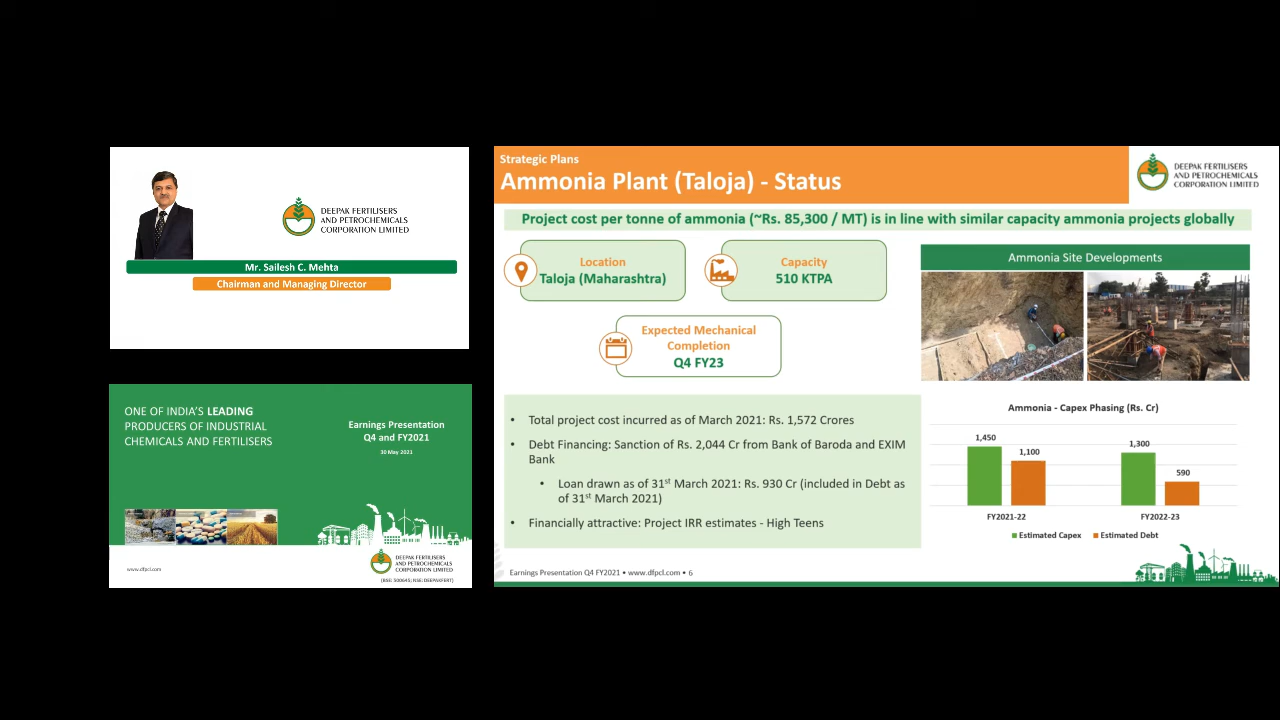 DEEPAK FERTILISERS
AND PETROCHEMICALS
CORPORATION LIMITED
Mr. Sailesh C. Mehta
Chairman and Managing Director
ONE OF INDIA'S LEADING
PRODUCERS OF INDUSTRIAL
CHEMICALS AND FERTILISERS
Earnings Presentation
Q4 and FY2021
30 May 2021
www.dfpcl.com
DEEPAK FERTILISERS
AND PETROCHEMICALS
CORPORATION LIMITED
(BSE: 500645; NSE: DEEPAKFERT)
Strategic Plans
Ammonia Plant (Taloja) - Status
DEEPAK FERTILISERS
AND PETROCHEMICALS
CORPORATION LIMITED
Project cost per tonne of ammonia (~Rs. 85,300 / MT) is in line with similar capacity ammonia projects globally
Location
Taloja (Maharashtra)
Capacity
510 KTPA
Expected Mechanical
Completion
Q4 FY23
Ammonia Site Developments
• Total project cost incurred as of March 2021: Rs. 1,572 Crores
• Debt Financing: Sanction of Rs. 2,044 Cr from Bank of Baroda and EXIM
Bank
• Loan drawn as of 31st March 2021: Rs. 930 Cr (included in Debt as
of 31st March 2021)
• Financially attractive: Project IRR estimates - High Teens
Ammonia - Capex Phasing (Rs. Cr)
1,450
1,100
1,300
590
FY2021-22
FY2022-23
Estimated Capex
Estimated Debt
Earnings Presentation Q4 FY2021 • www.dfpcl.com • 6